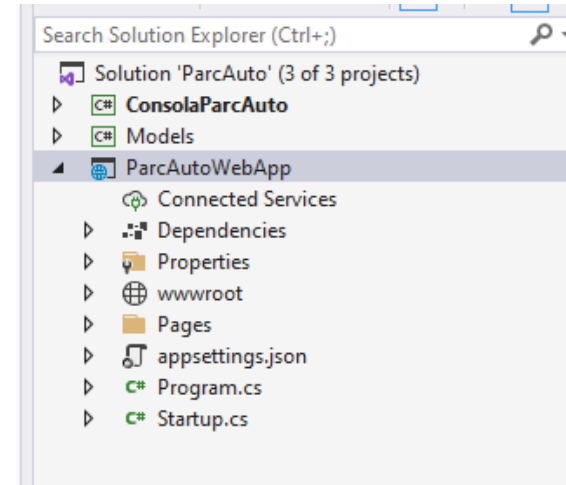 Search Solution Explorer (Ctrl+;)
Solution 'ParcAuto' (3 of 3 projects)
C# ConsolaParcAuto
C# Models
ParcAutoWebApp
Connected Services
Dependencies
Properties
wwwroot
Pages
appsettings.json
C# Program.cs
C# Startup.cs